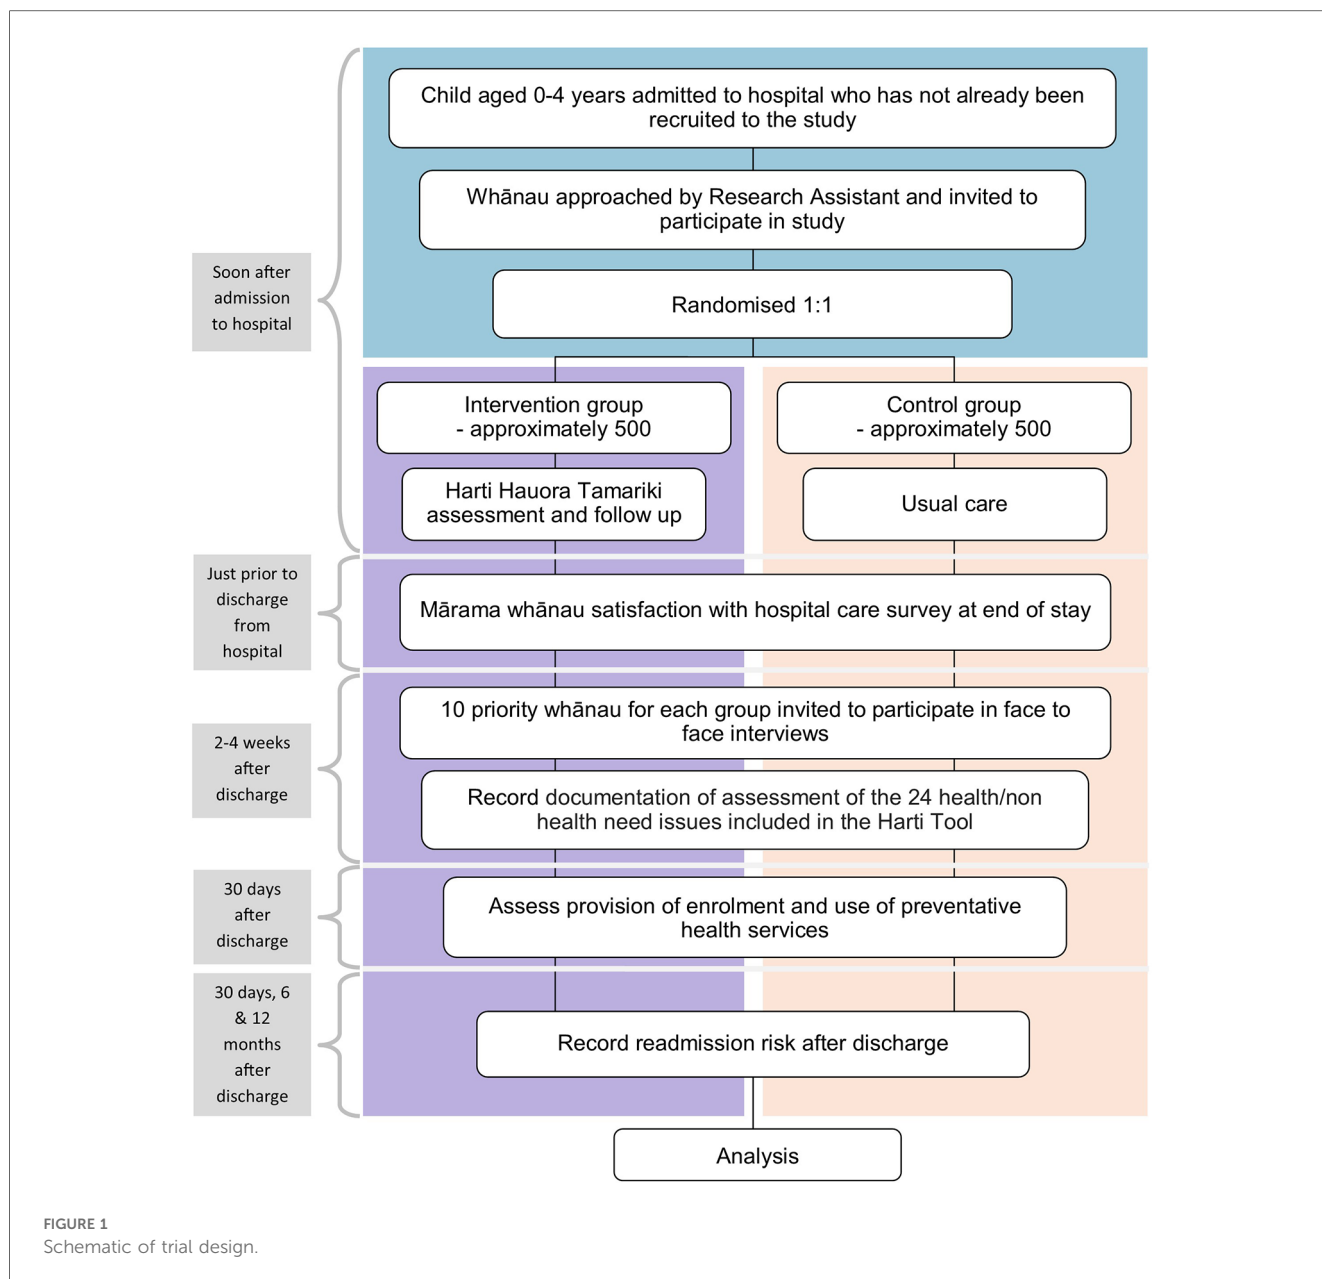 Child aged 0-4 years admitted to hospital who has not already been
recruited to the study
Whānau approached by Research Assistant and invited to
participate in study
Soon after
admission
to hospital
Randomised 1:1
Intervention group
- approximately 500
Control group
- approximately 500
Harti Hauora Tamariki
assessment and follow up
Usual care
Just prior to
discharge
from
hospital
Mārama whānau satisfaction with hospital care survey at end of stay
2-4 weeks
after
discharge
10 priority whānau for each group invited to participate in face to
face interviews
Record documentation of assessment of the 24 health/non
health need issues included in the Harti Tool
30 days
after
discharge
Assess provision of enrolment and use of preventative
health services
30 days, 6
& 12
months
after
discharge
Record readmission risk after discharge
Analysis
FIGURE 1
Schematic of trial design.